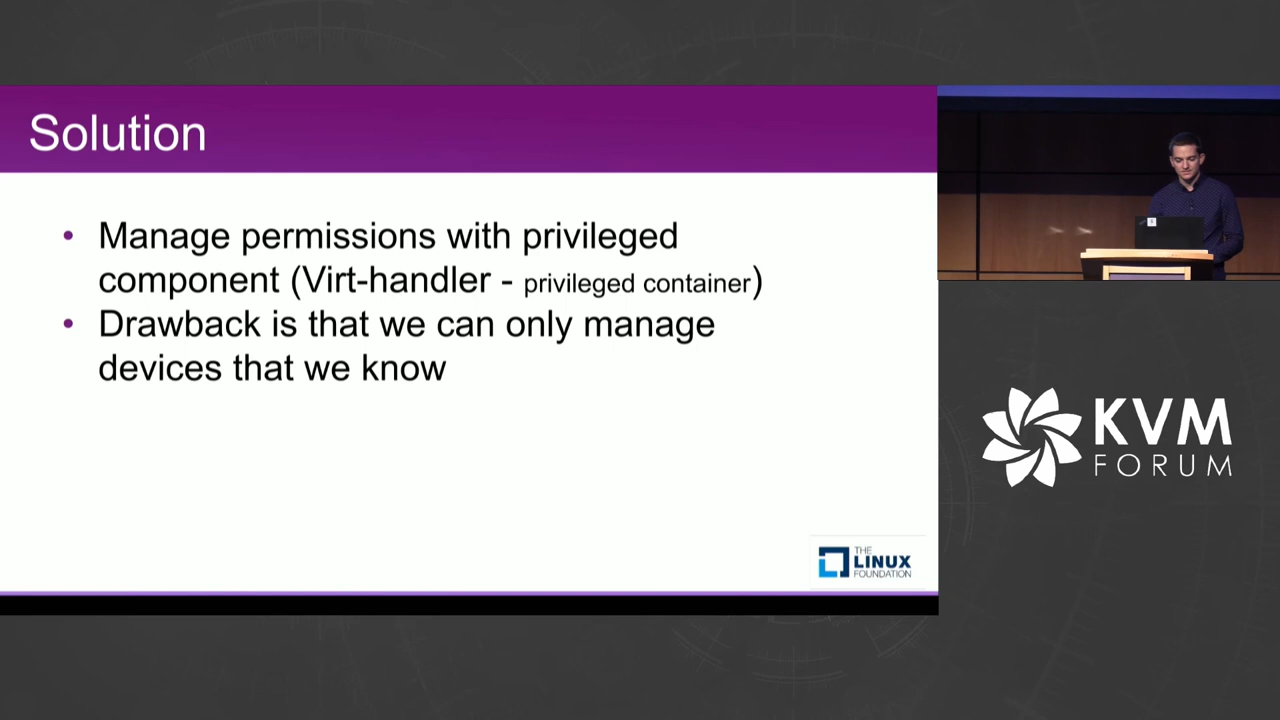 Solution
• Manage permissions with privileged
component (Virt-handler - privileged container)
• Drawback is that we can only manage
devices that we know
THE
LINUX
FOUNDATION
KVM
FORUM